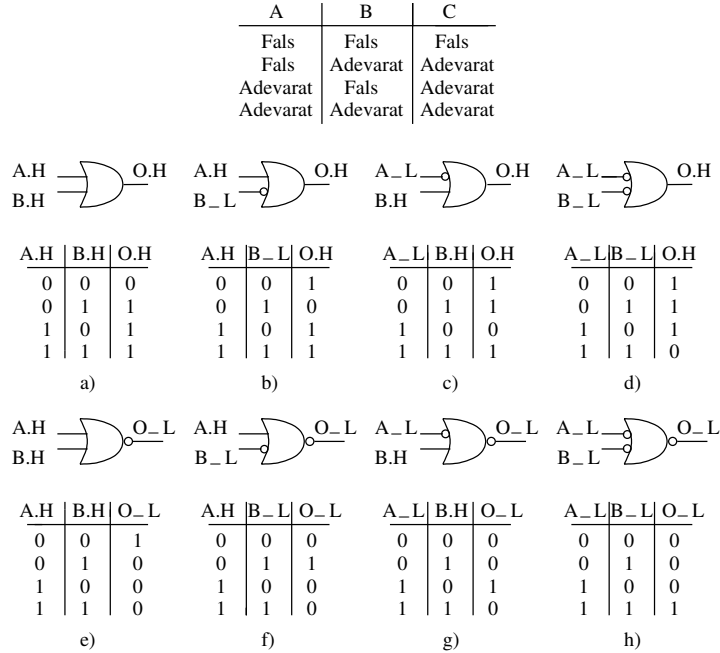 A B C
Fals Fals Fals
Fals Adevarat Adevarat
Adevarat Fals Adevarat
Adevarat Adevarat Adevarat
A.H O.H A.H O.H A_L O.H A_L O.H
B.H B_L B.H B_L
A.H B.H O.H A.H B_L O.H A_L B.H O.H A_L B_L O.H
0 0 0 0 0 1 0 0 1 0 0 1
0 1 1 0 1 0 0 1 1 0 1 1
1 0 1 1 0 1 1 0 0 1 0 1
1 1 1 1 1 1 1 1 1 1 1 0
a) b) c) d)
A.H O_L A.H O_L A_L O_L A_L O_L
B.H B_L B.H B_L
A.H B.H O_L A.H B_L O_L A_L B.H O_L A_L B_L O_L
0 0 1 0 0 0 0 0 0 0 0 0
0 1 0 0 1 1 0 1 0 0 1 0
1 0 0 1 0 0 1 0 1 1 0 0
1 1 0 1 1 0 1 1 0 1 1 1
e) f) g) h)